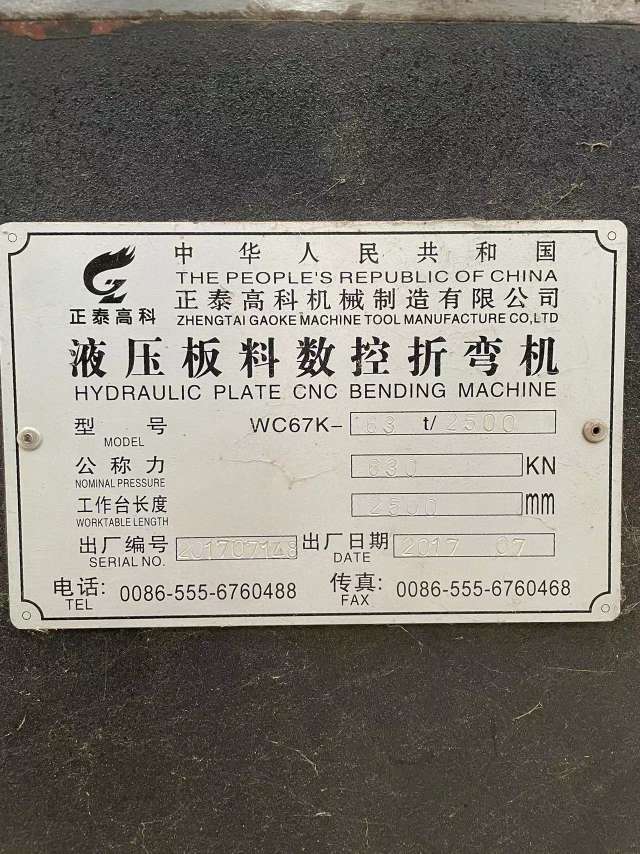 中华人民共和国
THE PEOPLE'S REPUBLIC OF CHINA
正泰高科
正泰高科机械制造有限公司
ZHENGTAI GAOKE MACHINE TOOL MANUFACTURE CO,LTD
液压板料数控折弯机
HYDRAULIC PLATE CNC BENDING MACHINE
型 号 WC67K- 63 t/ 2500
MODEL
公称力 630 KN
NOMINAL PRESSURE
工作台长度 2500 mm
WORKTABLE LENGTH
出厂编号 201707148 出厂日期 2017 07
SERIAL NO. DATE
电话: 0086-555-6760488 传真: 0086-555-6760468
TEL FAX